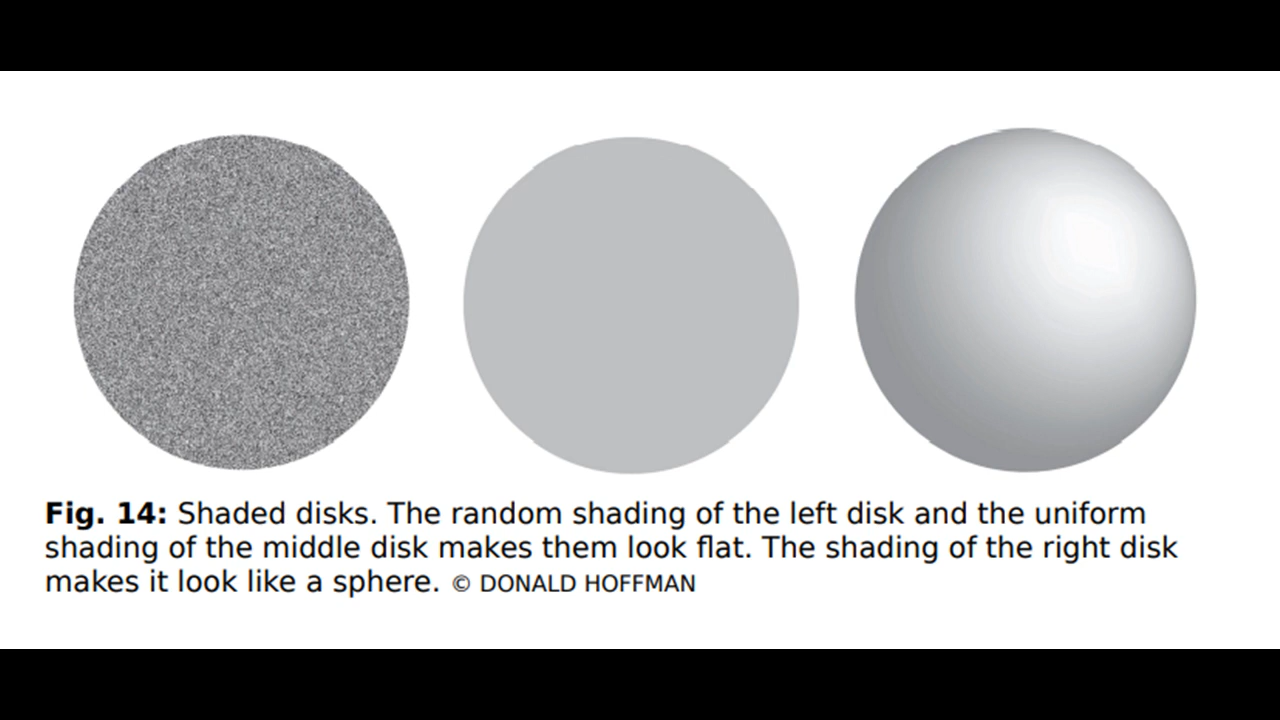 Fig. 14: Shaded disks. The random shading of the left disk and the uniform
shading of the middle disk makes them look flat. The shading of the right disk
makes it look like a sphere. © DONALD HOFFMAN